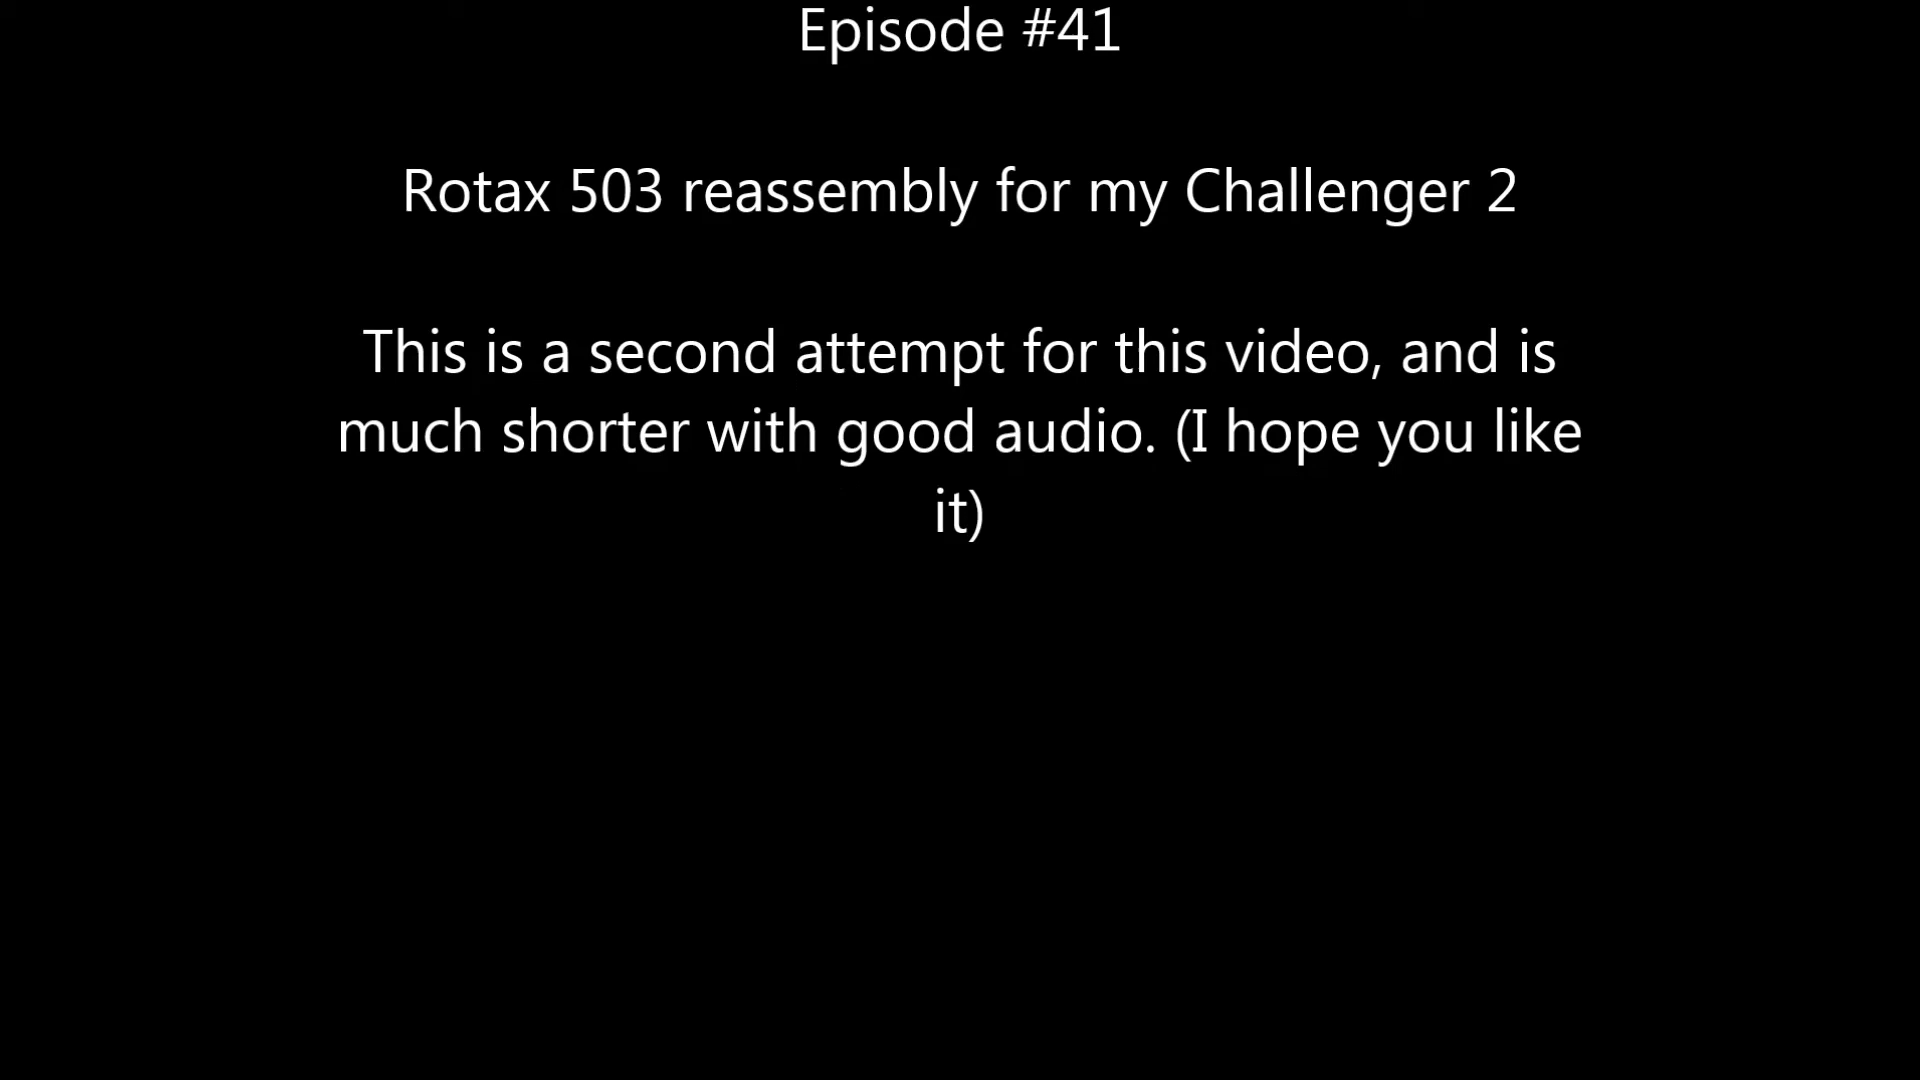 Episode #41
Rotax 503 reassembly for my Challenger 2
This is a second attempt for this video, and is
much shorter with good audio. (I hope you like
it)